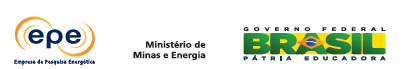 epe
Empresa de Pesquisa Energética
Ministério de
Minas e Energia
GOVERNO FEDERAL
BRASIL
PÁTRIA EDUCADORA